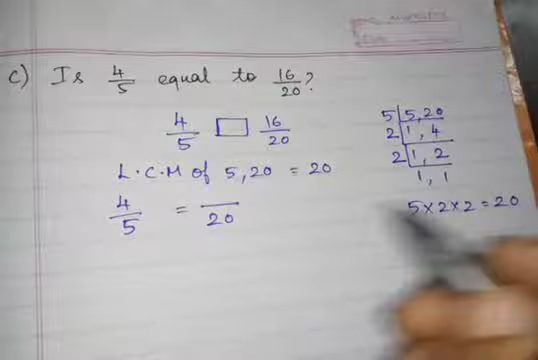 c) Is 4/5 equal to 16/20?
4/5 □ 16/20
L.C.M of 5, 20 = 20
4/5 = /20
5 | 5, 20
2 | 1, 4
2 | 1, 2
1, 1
5 × 2 × 2 = 20